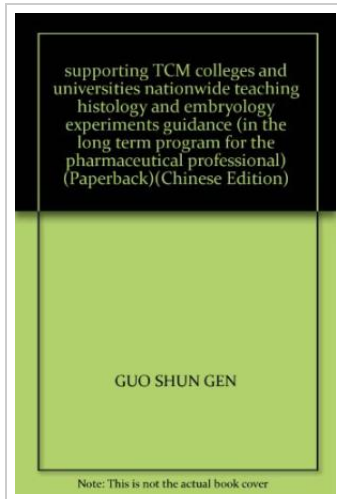 supporting TCM colleges and
universities nationwide teaching
histology and embryology
experiments guidance (in the
long term program for the
pharmaceutical professional)
(Paperback)(Chinese Edition)
GUO SHUN GEN
Note: This is not the actual book cover